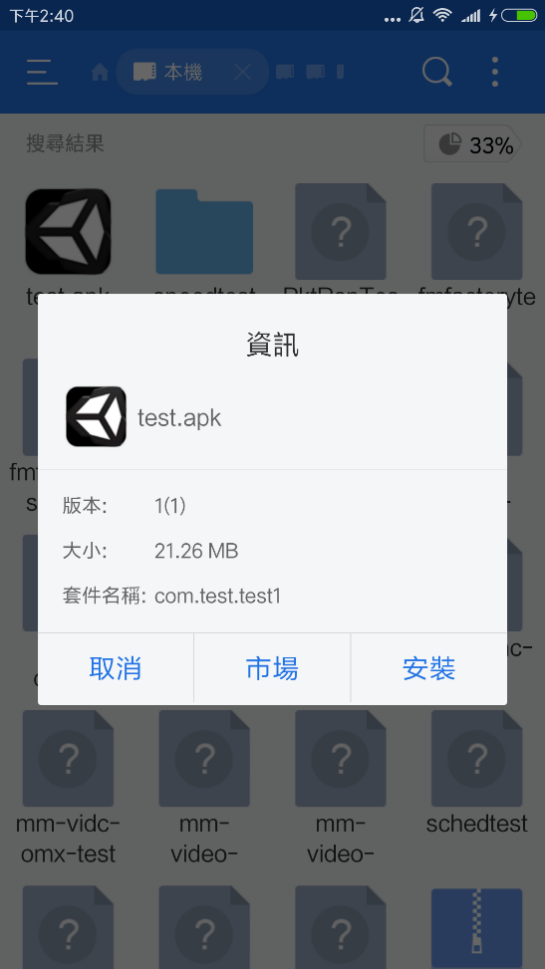 下午2:40
本機
搜尋結果
33%
資訊
test.apk
版本: 1(1)
大小: 21.26 MB
套件名稱: com.test.test1
取消 市場 安裝
mm-vidc-
omx-test
mm-
video-
mm-
video-
schedtest